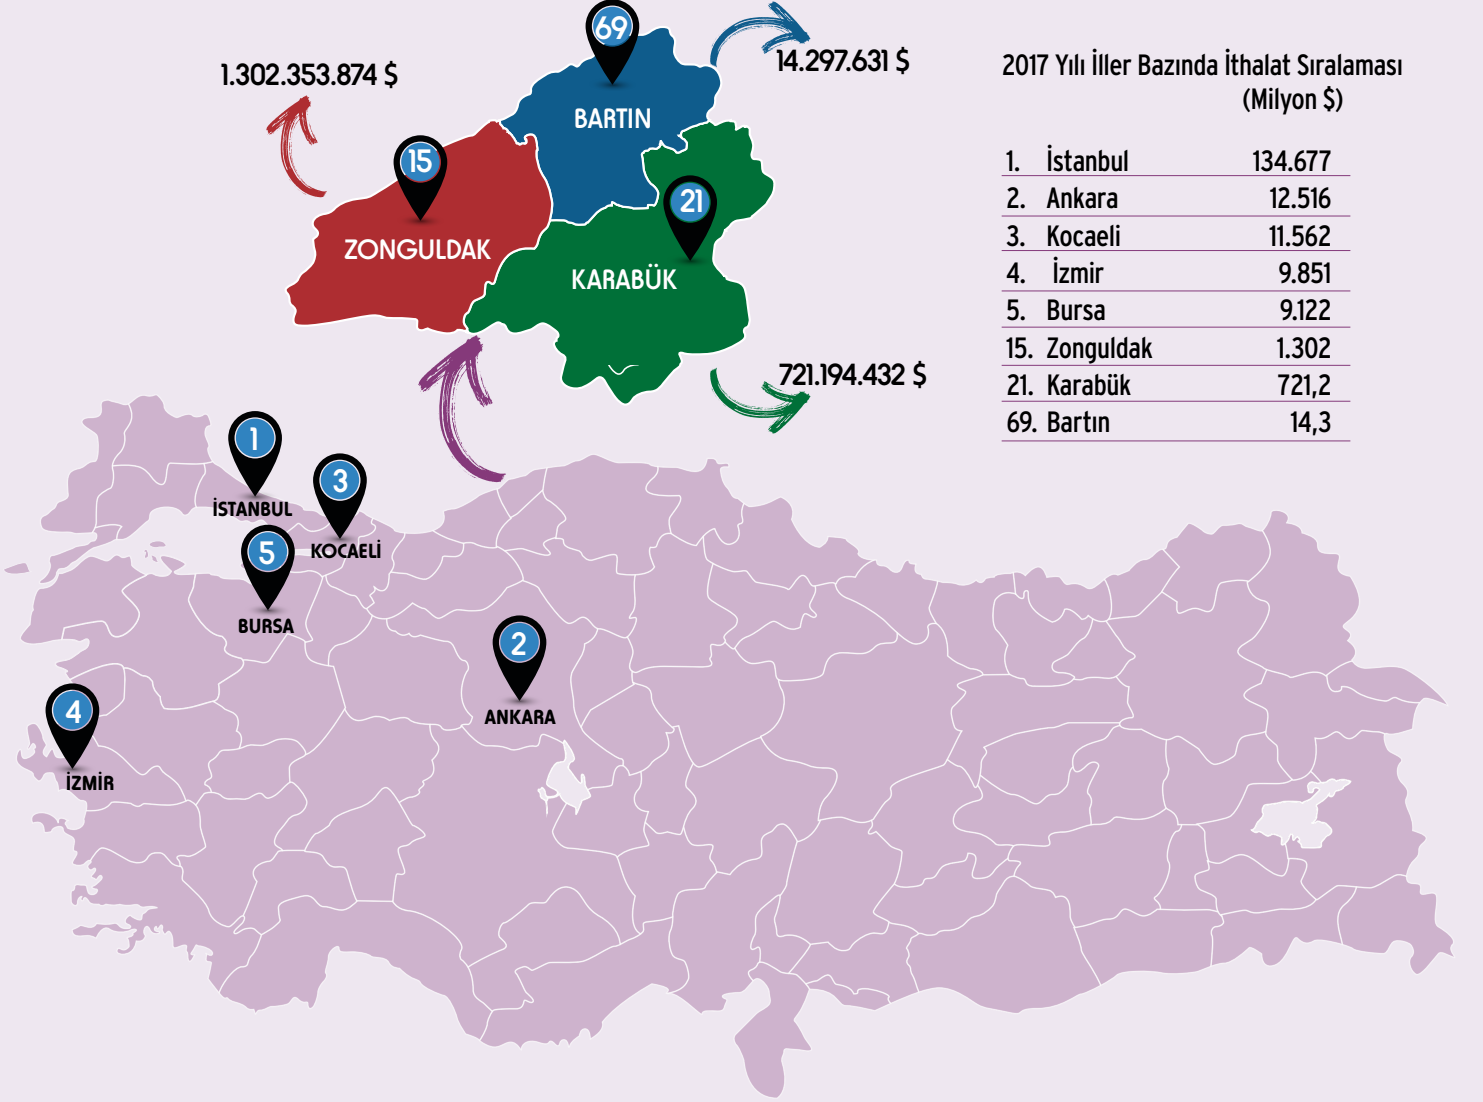 69
14.297.631 $
1.302.353.874 $
BARTIN
15
21
ZONGULDAK
KARABÜK
721.194.432 $
2017 Yılı İller Bazında İthalat Sıralaması
(Milyon $)
1. İstanbul 134.677
2. Ankara 12.516
3. Kocaeli 11.562
4. İzmir 9.851
5. Bursa 9.122
15. Zonguldak 1.302
21. Karabük 721,2
69. Bartın 14,3
1
İSTANBUL
3
KOCAELİ
5
BURSA
2
ANKARA
4
İZMİR